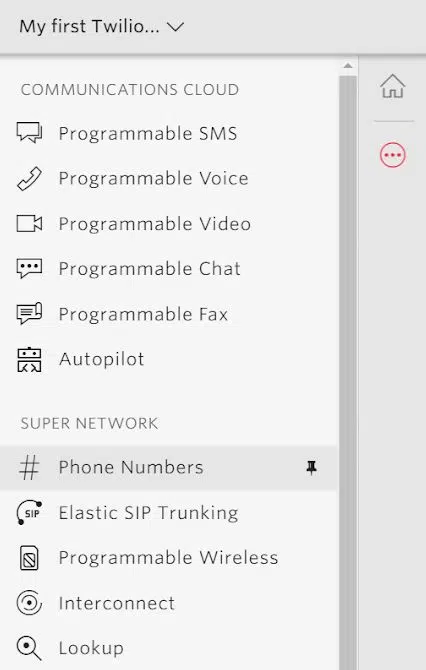 My first Twilio...
COMMUNICATIONS CLOUD
Programmable SMS
Programmable Voice
Programmable Video
Programmable Chat
Programmable Fax
Autopilot
SUPER NETWORK
# Phone Numbers
SIP Elastic SIP Trunking
Programmable Wireless
Interconnect
Lookup